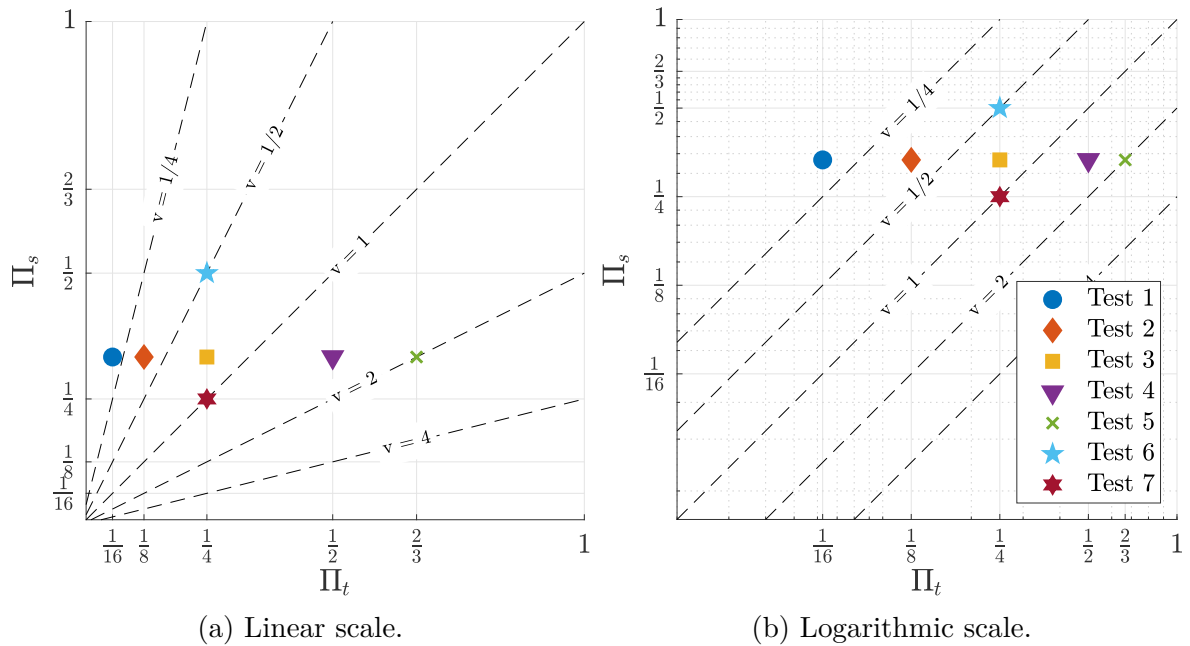 1
2/3
Π_s
1/2
1/4
1/8
1/16
v = 1/4
v = 1/2
v = 1
v = 2
v = 4
1/16
1/8
1/4
1/2
2/3
1
Π_t
(a) Linear scale.
1
2/3
1/2
Π_s
1/4
1/8
1/16
v = 1/4
v = 1/2
v = 1
v = 2
4
Test 1
Test 2
Test 3
Test 4
Test 5
Test 6
Test 7
1/16
1/8
1/4
1/2
2/3
1
Π_t
(b) Logarithmic scale.